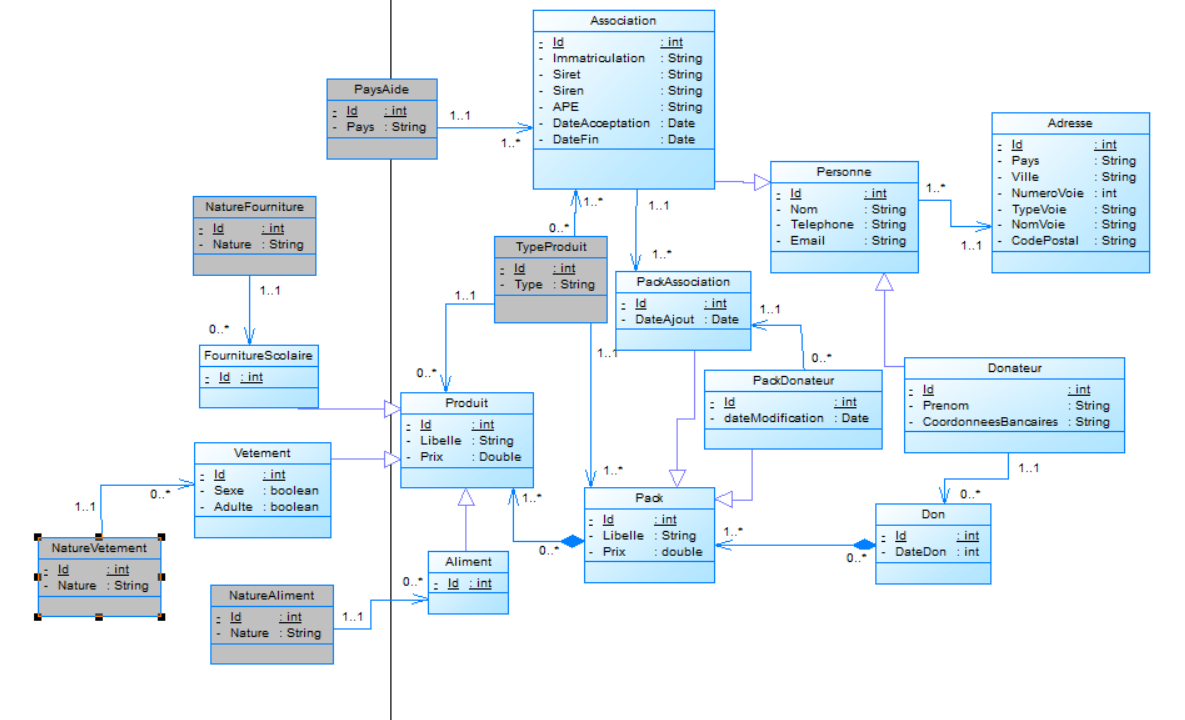 Association
- Id : int
- Immatriculation : String
- Siret : String
- Siren : String
- APE : String
- DateAcceptation : Date
- DateFin : Date
PaysAide
- Id : int
- Pays : String
1..1
1..*
Adresse
- Id : int
- Pays : String
- Ville : String
- NumeroVoie : int
- TypeVoie : String
- NomVoie : String
- CodePostal : String
Personne
- Id : int
- Nom : String
- Telephone : String
- Email : String
1..*
1..1
NatureFourniture
- Id : int
- Nature : String
1..1
0..*
1..*
0..*
TypeProduit
- Id : int
- Type : String
1..1
1..*
PackAssociation
- Id : int
- DateAjout : Date
1..1
0..*
1..1
0..*
1..1
1..*
FournitureScolaire
- Id : int
PackDonateur
- Id : int
- dateModification : Date
Donateur
- Id : int
- Prenom : String
- CoordonneesBancaires : String
1..1
0..*
Produit
- Id : int
- Libelle : String
- Prix : Double
Vetement
- Id : int
- Sexe : boolean
- Adulte : boolean
0..*
1..1
1..*
0..*
Pack
- Id : int
- Libelle : String
- Prix : double
1..*
0..*
Don
- Id : int
- DateDon : int
NatureVetement
- Id : int
- Nature : String
Aliment
- Id : int
0..*
1..1
NatureAliment
- Id : int
- Nature : String